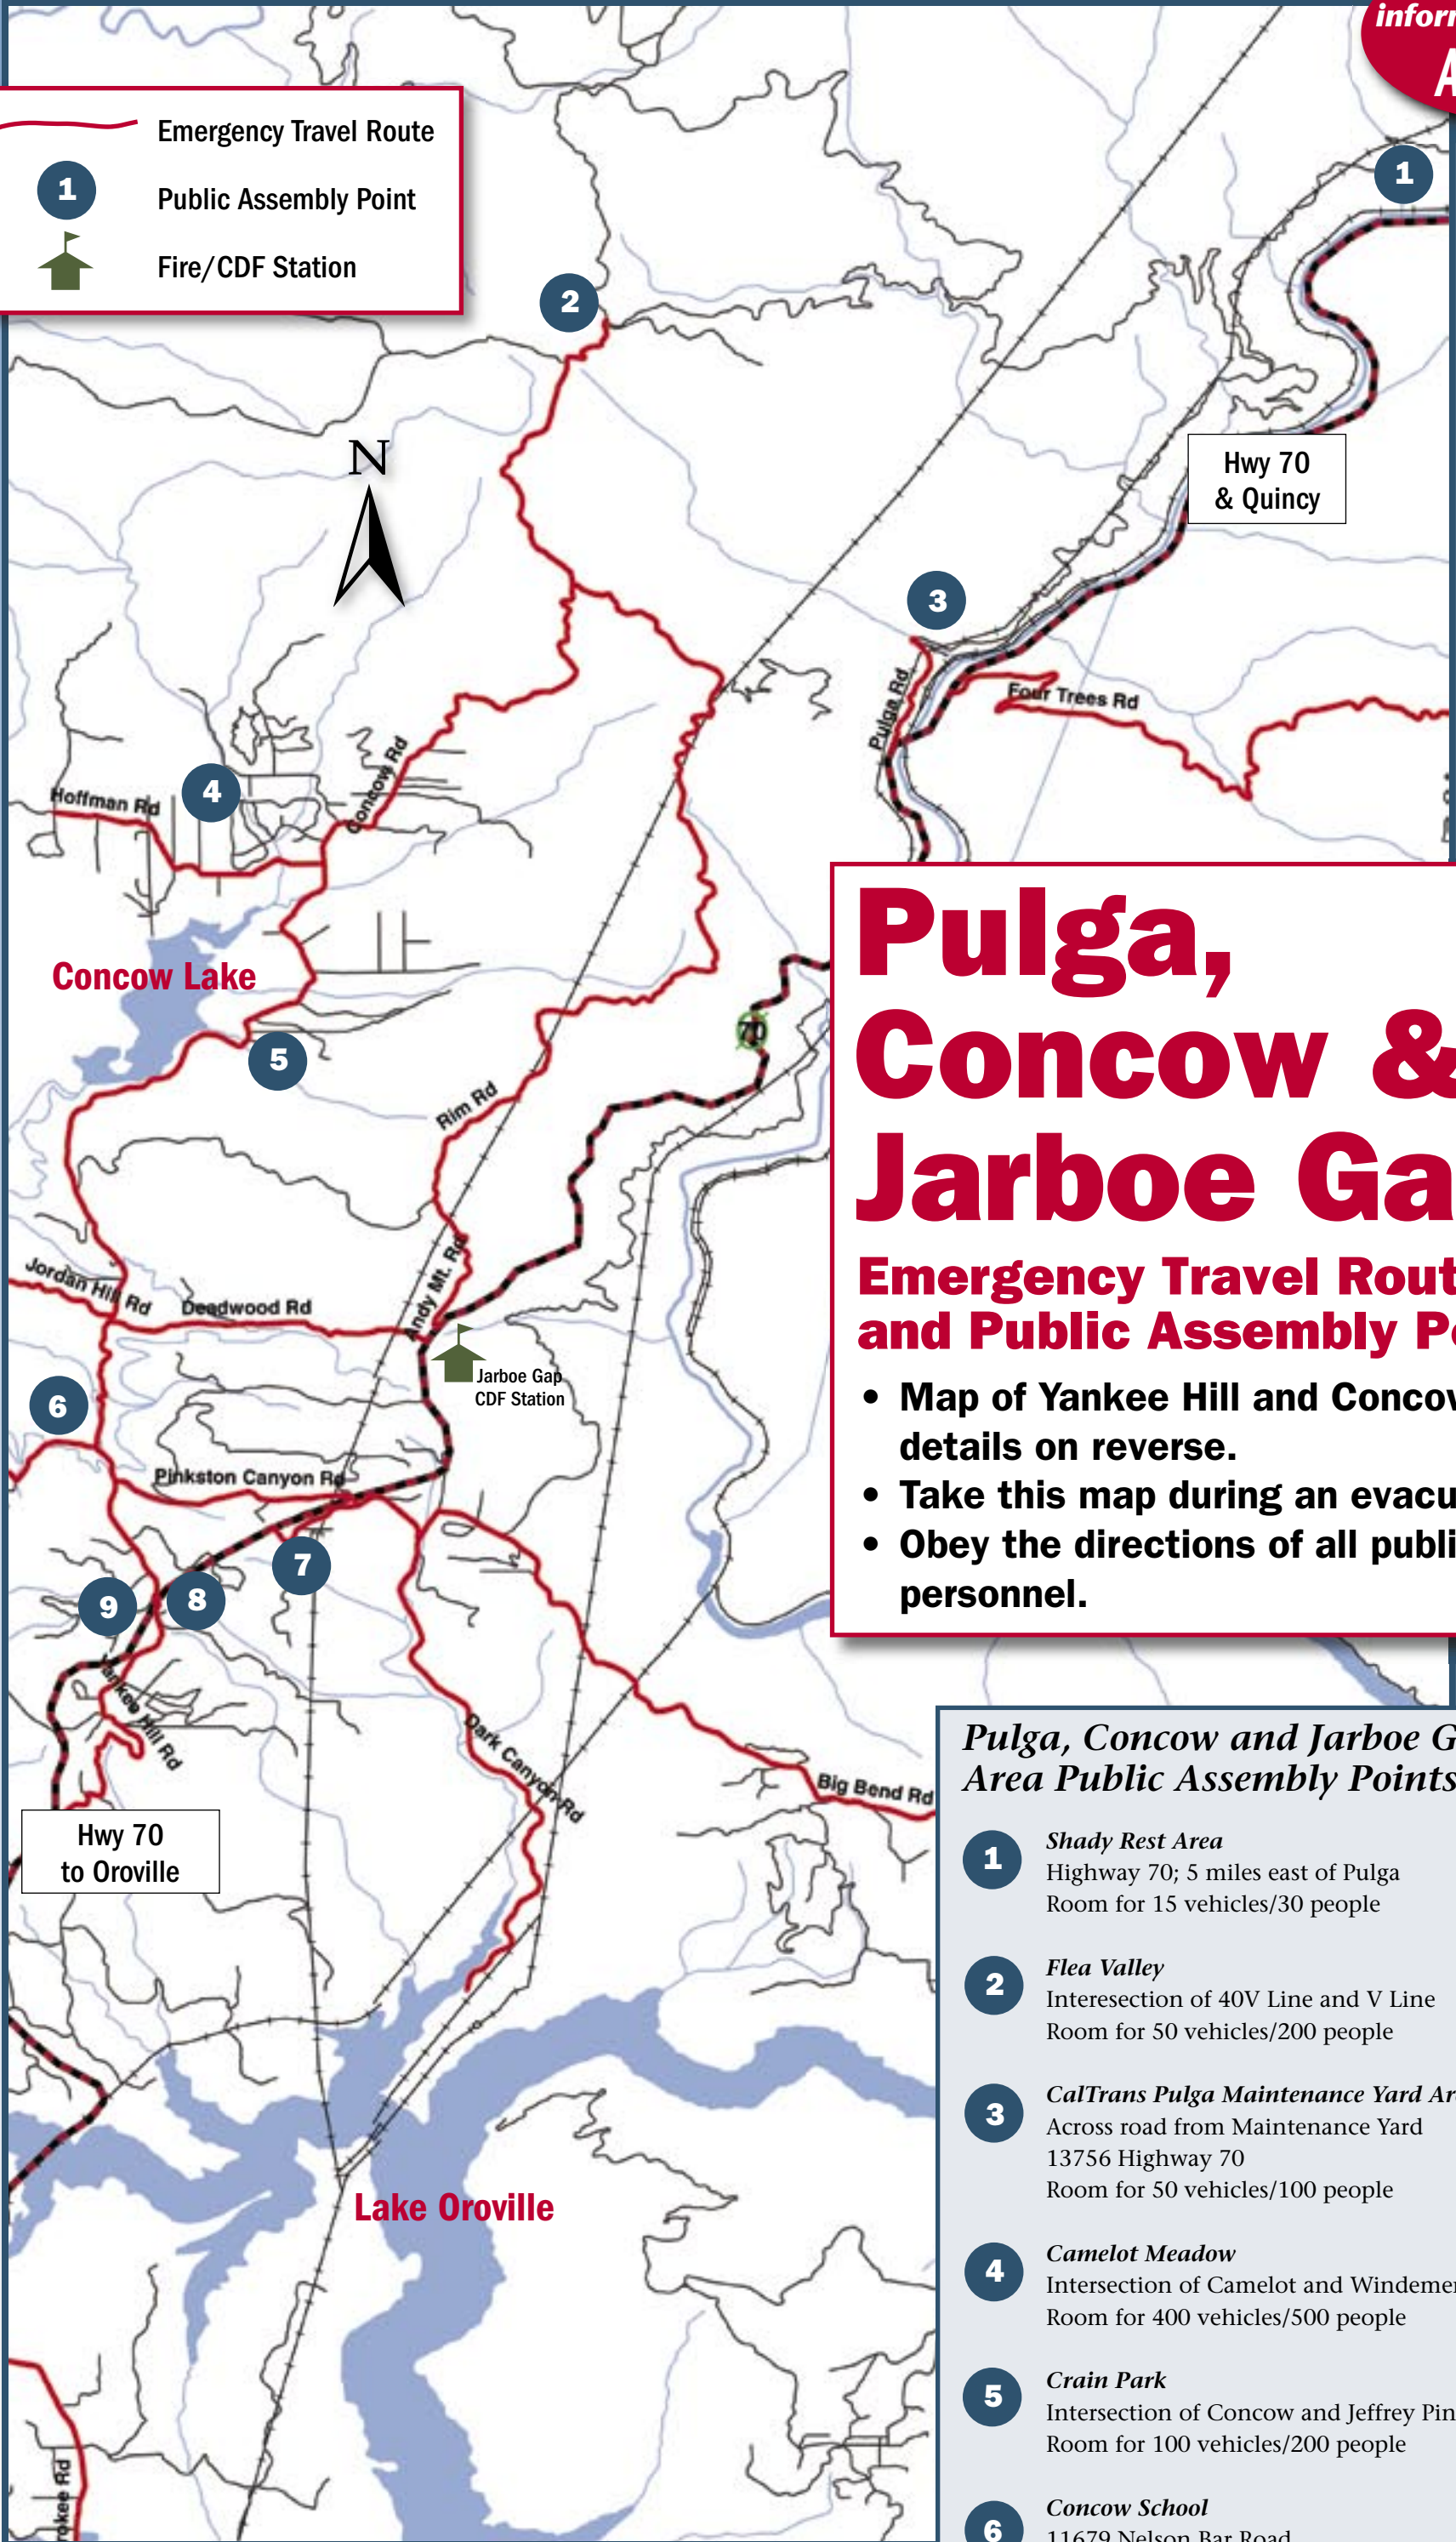 inforn
A
Emergency Travel Route
1
Public Assembly Point
Fire/CDF Station
1
2
N
Hwy 70
& Quincy
3
Pulga Rd
Four Trees Rd
4
Hoffman Rd
Concow Rd
Concow Lake
5
70
Rim Rd
Pulga,
Concow &
Jarboe Ga
Emergency Travel Rout
and Public Assembly Po
• Map of Yankee Hill and Concow
details on reverse.
• Take this map during an evacu
• Obey the directions of all publi
personnel.
Andy Mt. Rd
Jordan Hill Rd
Deadwood Rd
Jarboe Gap
CDF Station
6
Pinkston Canyon Rd
7
8
9
Yankee Hill Rd
Dark Canyon Rd
Big Bend Rd
Hwy 70
to Oroville
Lake Oroville
rokee Rd
Pulga, Concow and Jarboe G
Area Public Assembly Points
1
Shady Rest Area
Highway 70; 5 miles east of Pulga
Room for 15 vehicles/30 people
2
Flea Valley
Interesection of 40V Line and V Line
Room for 50 vehicles/200 people
3
CalTrans Pulga Maintenance Yard Ar
Across road from Maintenance Yard
13756 Highway 70
Room for 50 vehicles/100 people
4
Camelot Meadow
Intersection of Camelot and Windemer
Room for 400 vehicles/500 people
5
Crain Park
Intersection of Concow and Jeffrey Pin
Room for 100 vehicles/200 people
6
Concow School
11679 Nelson Bar Road